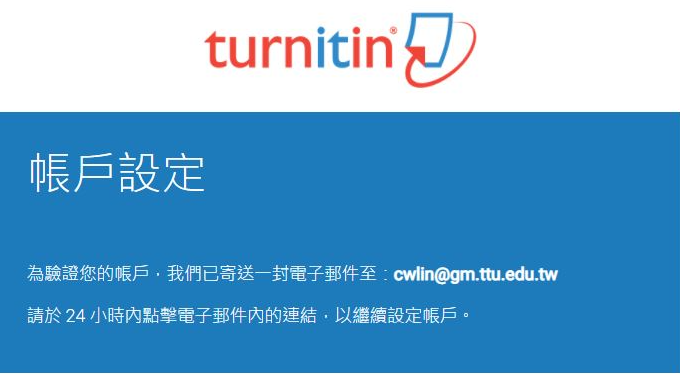 turnitin®
帳戶設定
為驗證您的帳戶，我們已寄送一封電子郵件至：cwlin@gm.ttu.edu.tw
請於 24 小時內點擊電子郵件內的連結，以繼續設定帳戶。